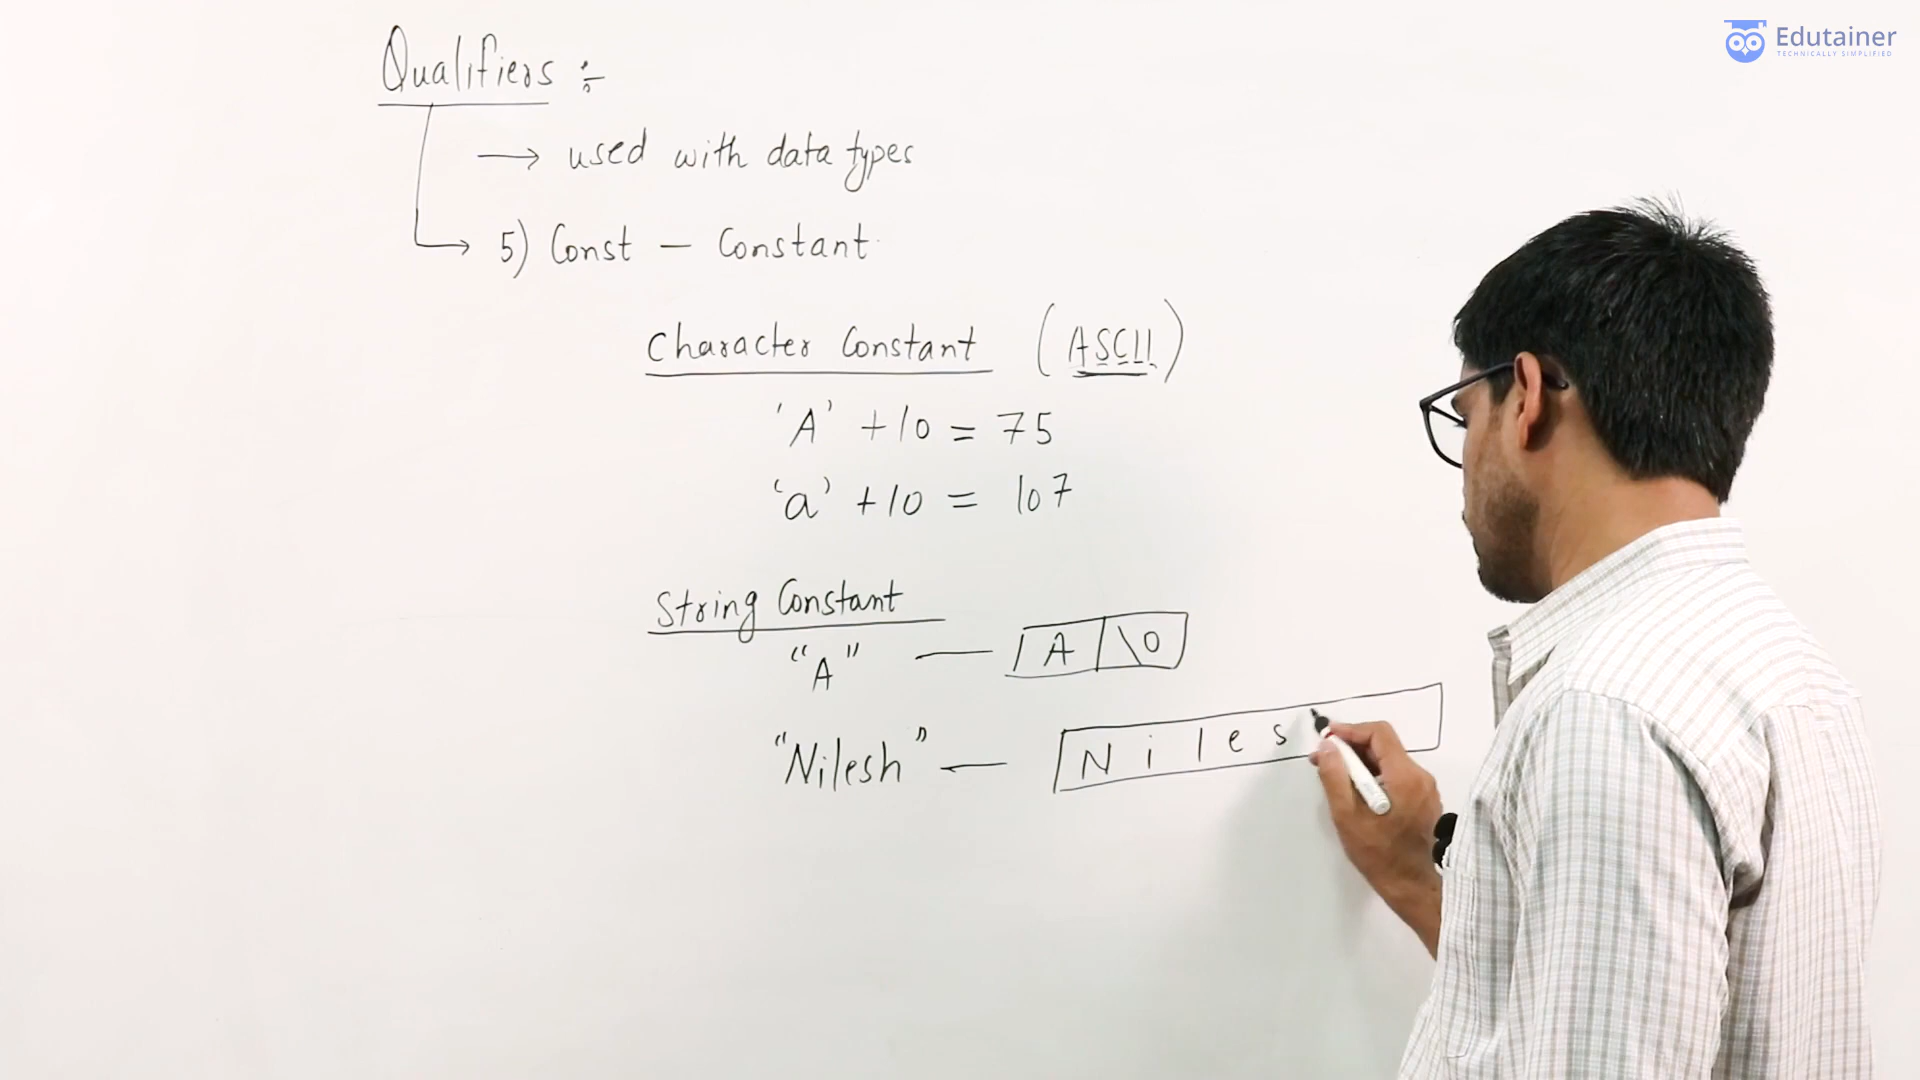 Edutainer
TECHNICALLY SIMPLIFIED
Qualifiers :-
→ used with data types
5) Const — Constant
Character Constant (ASCII)
'A' +10 = 75
'a' +10 = 107
String Constant
"A" — A \0
"Nilesh" — N i l e s